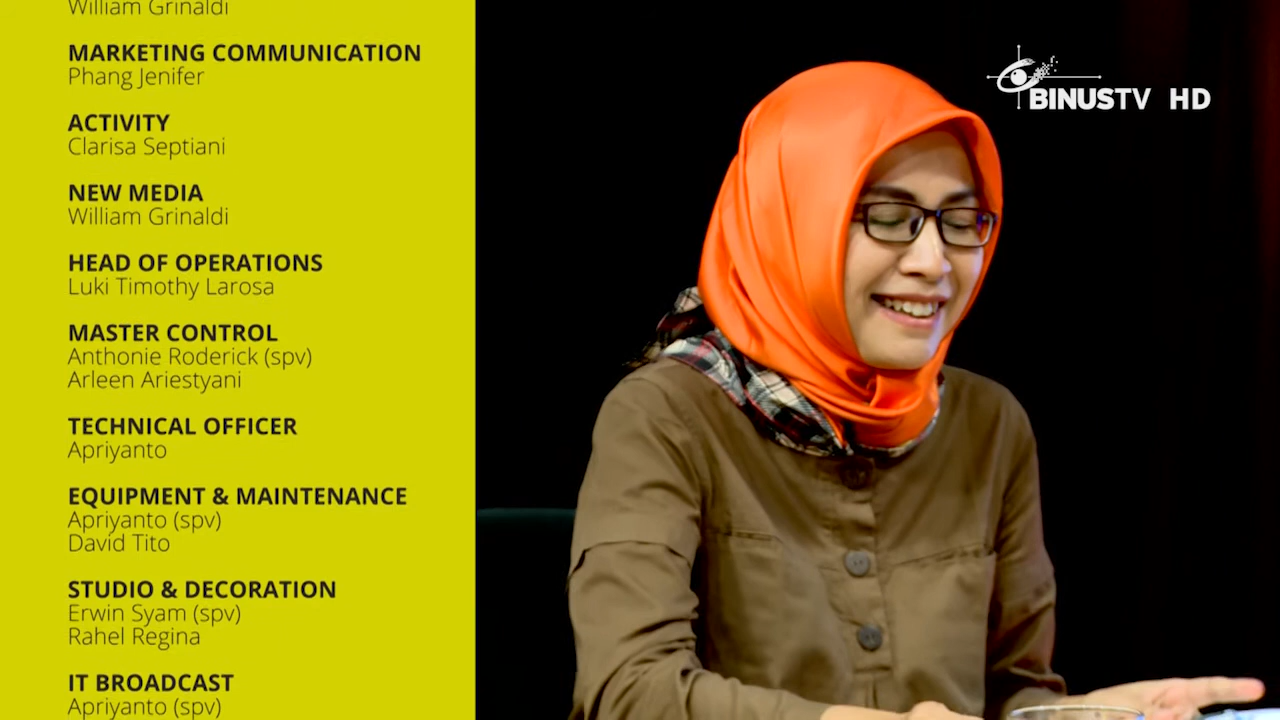 William Grinaldi
MARKETING COMMUNICATION
Phang Jenifer
ACTIVITY
Clarisa Septiani
NEW MEDIA
William Grinaldi
HEAD OF OPERATIONS
Luki Timothy Larosa
MASTER CONTROL
Anthonie Roderick (spv)
Arleen Ariestyani
TECHNICAL OFFICER
Apriyanto
EQUIPMENT & MAINTENANCE
Apriyanto (spv)
David Tito
STUDIO & DECORATION
Erwin Syam (spv)
Rahel Regina
IT BROADCAST
Apriyanto (spv)
BINUSTV HD